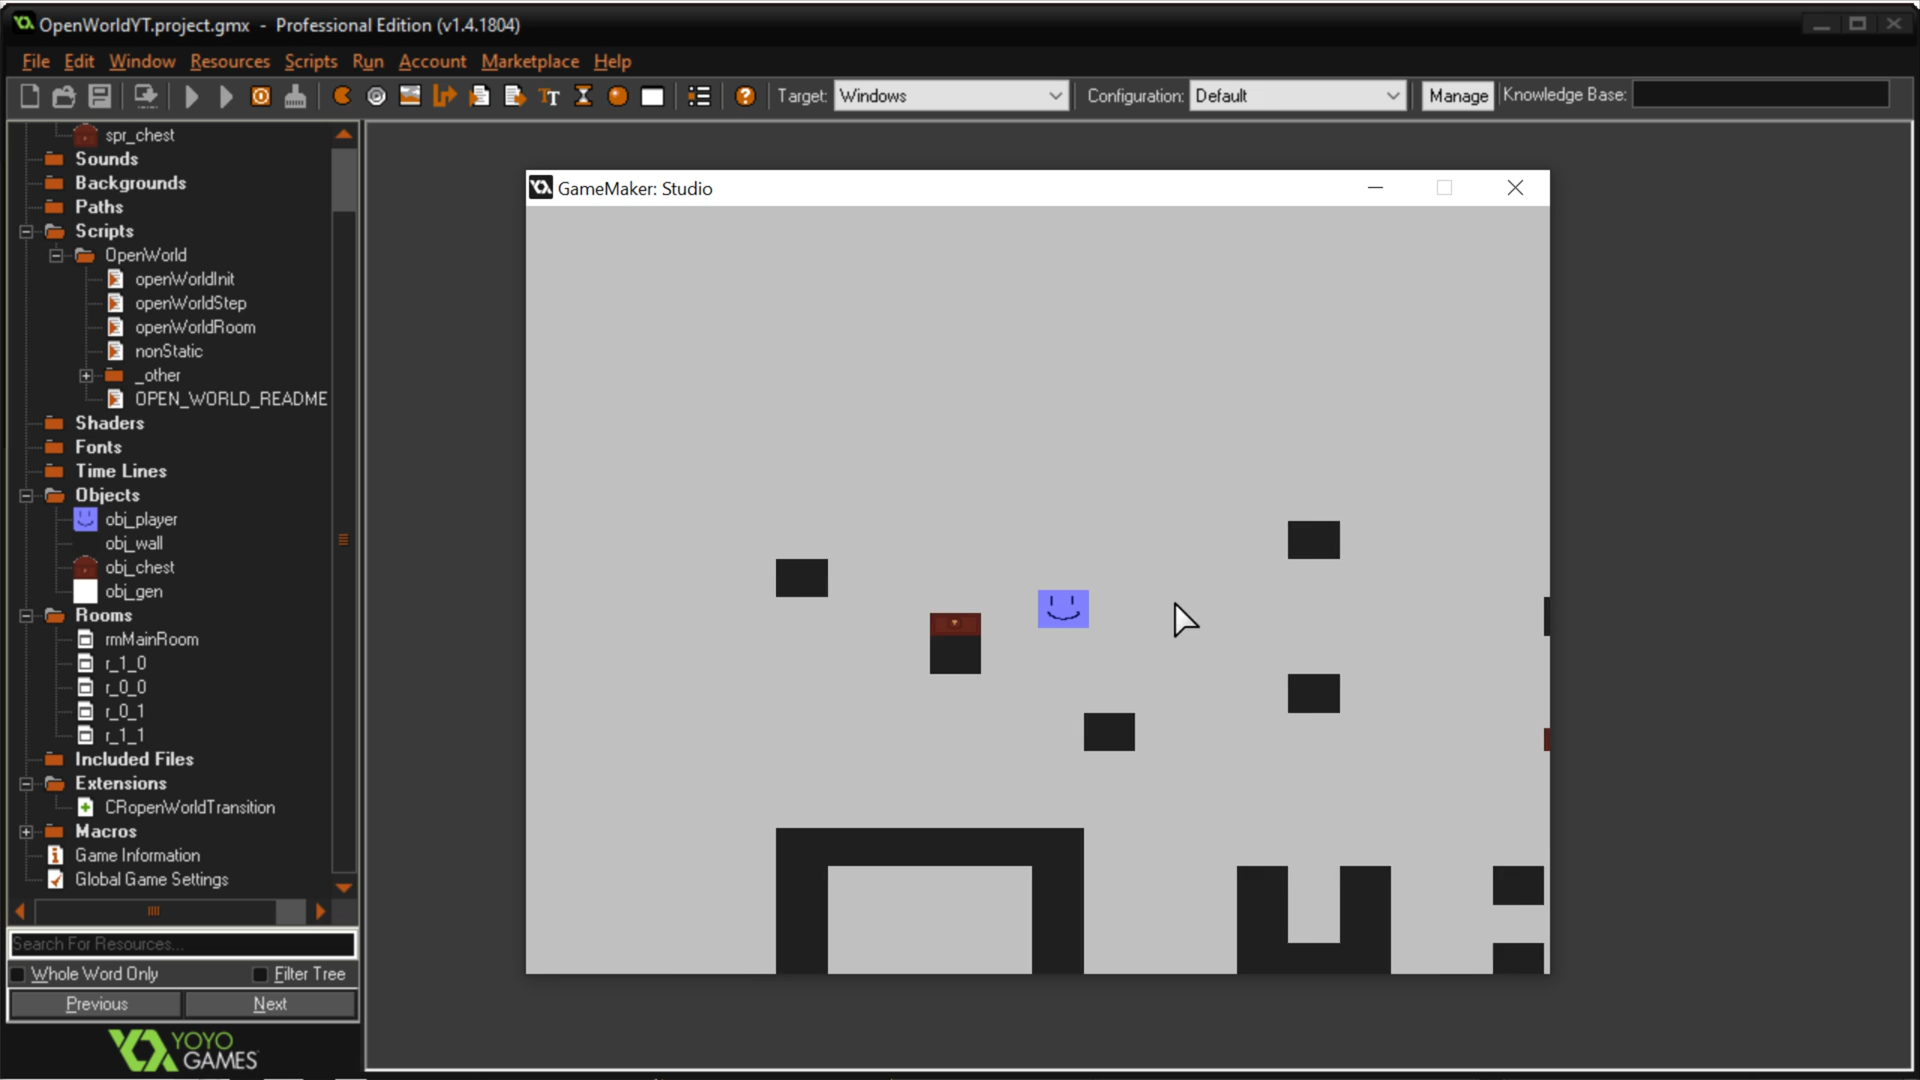 OpenWorldYT.project.gmx - Professional Edition (v1.4.1804)
File Edit Window Resources Scripts Run Account Marketplace Help
Target: Windows Configuration: Default Manage Knowledge Base:
spr_chest
Sounds
Backgrounds
Paths
Scripts
OpenWorld
openWorldInit
openWorldStep
openWorldRoom
nonStatic
_other
OPEN_WORLD_README
Shaders
Fonts
Time Lines
Objects
obj_player
obj_wall
obj_chest
obj_gen
Rooms
rmMainRoom
r_1_0
r_0_0
r_0_1
r_1_1
Included Files
Extensions
CRopenWorldTransition
Macros
Game Information
Global Game Settings
Search For Resources...
Whole Word Only Filter Tree
Previous Next
YOYO
GAMES
GameMaker: Studio